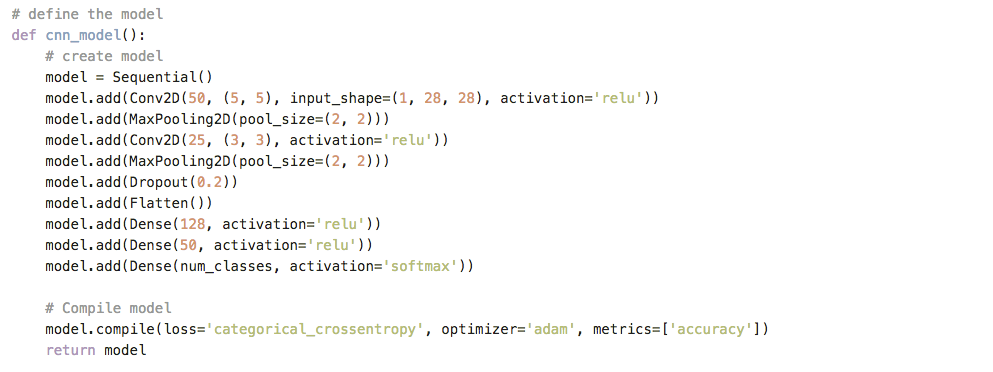 # define the model
def cnn_model():
    # create model
    model = Sequential()
    model.add(Conv2D(50, (5, 5), input_shape=(1, 28, 28), activation='relu'))
    model.add(MaxPooling2D(pool_size=(2, 2)))
    model.add(Conv2D(25, (3, 3), activation='relu'))
    model.add(MaxPooling2D(pool_size=(2, 2)))
    model.add(Dropout(0.2))
    model.add(Flatten())
    model.add(Dense(128, activation='relu'))
    model.add(Dense(50, activation='relu'))
    model.add(Dense(num_classes, activation='softmax'))

    # Compile model
    model.compile(loss='categorical_crossentropy', optimizer='adam', metrics=['accuracy'])
    return model